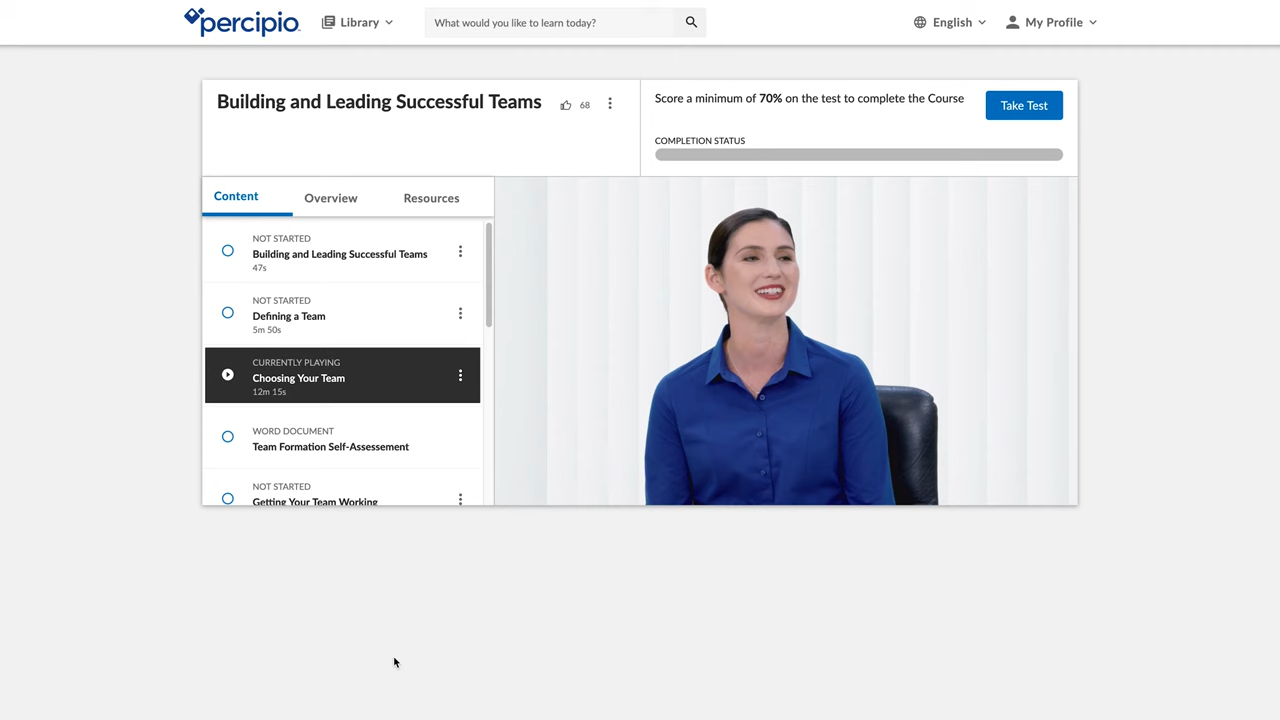 percipio
Library
What would you like to learn today?
English
My Profile
Building and Leading Successful Teams
68
Score a minimum of 70% on the test to complete the Course
Take Test
COMPLETION STATUS
Content
Overview
Resources
NOT STARTED
Building and Leading Successful Teams
47s
NOT STARTED
Defining a Team
5m 50s
CURRENTLY PLAYING
Choosing Your Team
12m 15s
WORD DOCUMENT
Team Formation Self-Assessement
NOT STARTED
Getting Your Team Working